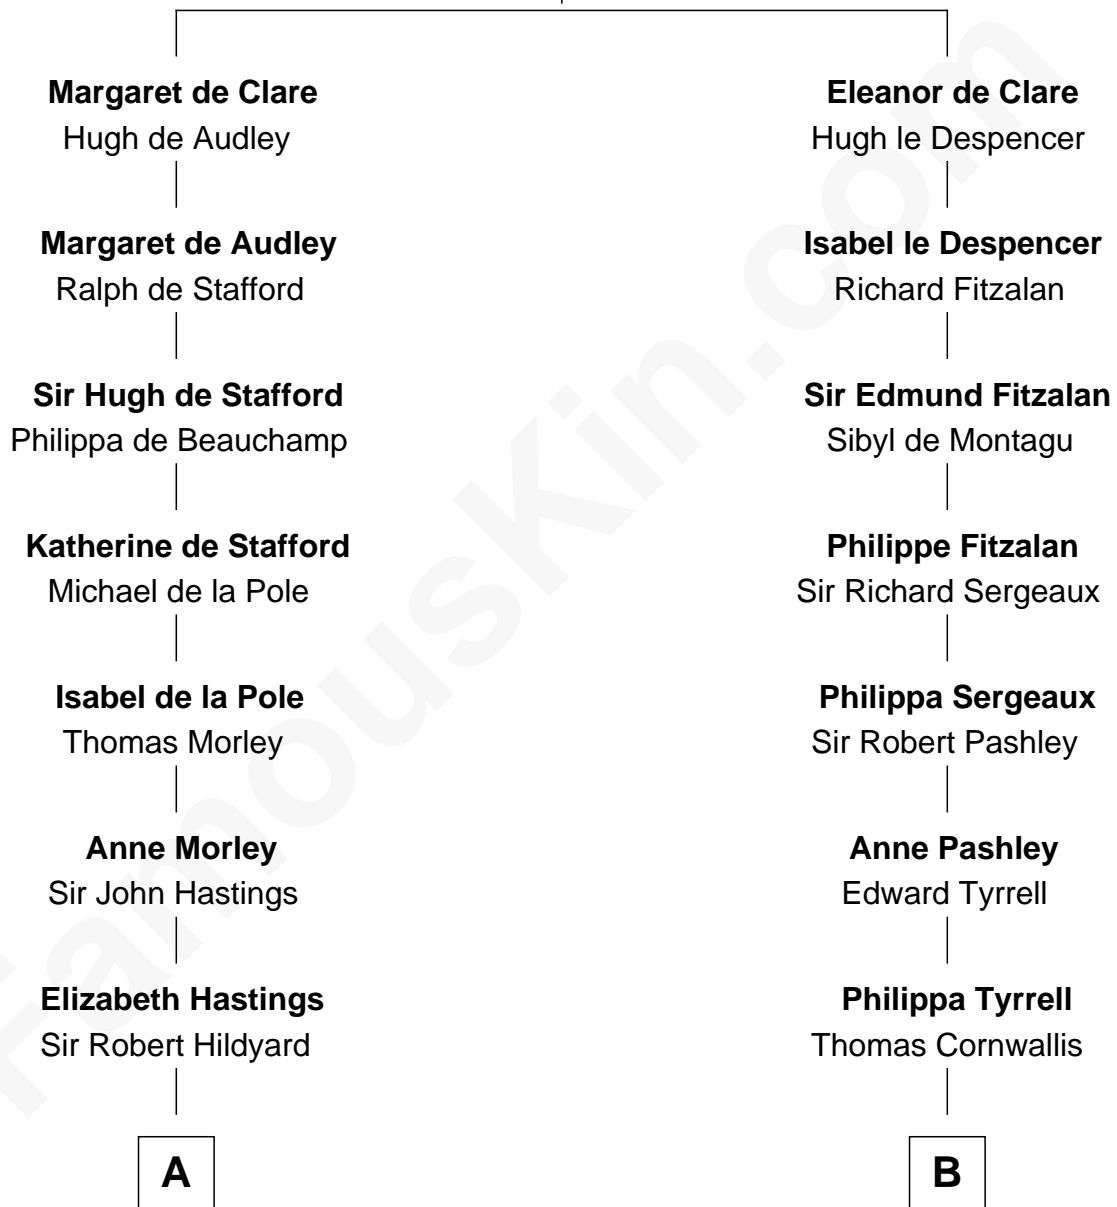 Margaret de Clare
Hugh de Audley
Margaret de Audley
Ralph de Stafford
Sir Hugh de Stafford
Philippa de Beauchamp
Katherine de Stafford
Michael de la Pole
Isabel de la Pole
Thomas Morley
Anne Morley
Sir John Hastings
Elizabeth Hastings
Sir Robert Hildyard
A
Eleanor de Clare
Hugh le Despencer
Isabel le Despencer
Richard Fitzalan
Sir Edmund Fitzalan
Sibyl de Montagu
Philippe Fitzalan
Sir Richard Sergeaux
Philippa Sergeaux
Sir Robert Pashley
Anne Pashley
Edward Tyrrell
Philippa Tyrrell
Thomas Cornwallis
B
FamousKin.com